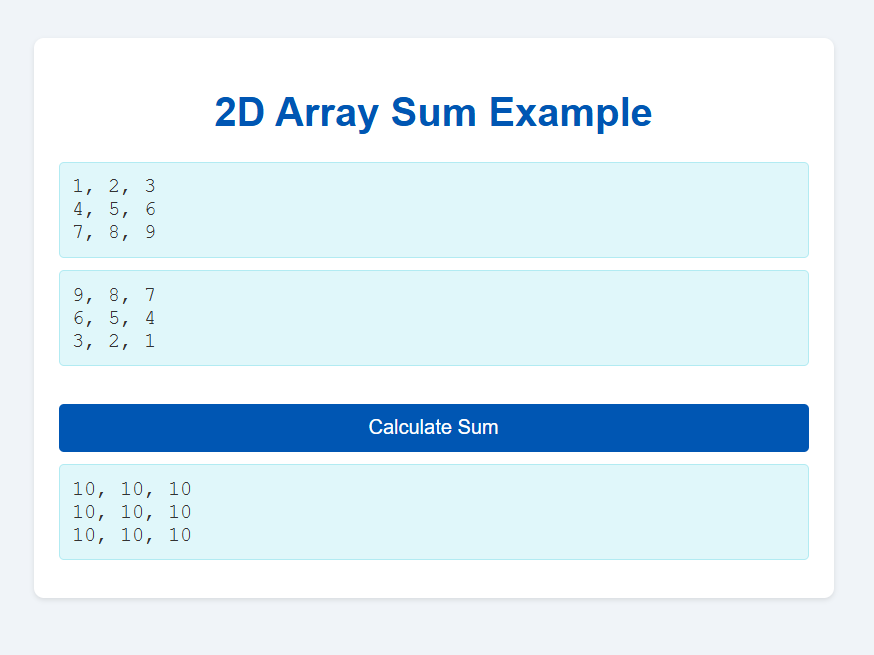 2D Array Sum Example
1, 2, 3
4, 5, 6
7, 8, 9
9, 8, 7
6, 5, 4
3, 2, 1
Calculate Sum
10, 10, 10
10, 10, 10
10, 10, 10